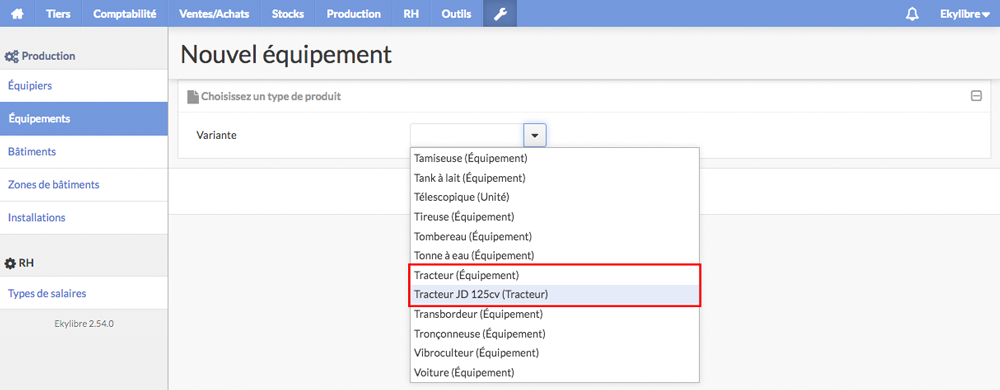 Tiers Comptabilité Ventes/Achats Stocks Production RH Outils Ekylibre
Production
Équipiers
Équipements
Bâtiments
Zones de bâtiments
Installations
RH
Types de salaires
Ekylibre 2.54.0
Nouvel équipement
Choisissez un type de produit
Variante
Tamiseuse (Équipement)
Tank à lait (Équipement)
Télescopique (Unité)
Tireuse (Équipement)
Tombereau (Équipement)
Tonne à eau (Équipement)
Tracteur (Équipement)
Tracteur JD 125cv (Tracteur)
Transbordeur (Équipement)
Tronçonneuse (Équipement)
Vibroculteur (Équipement)
Voiture (Équipement)